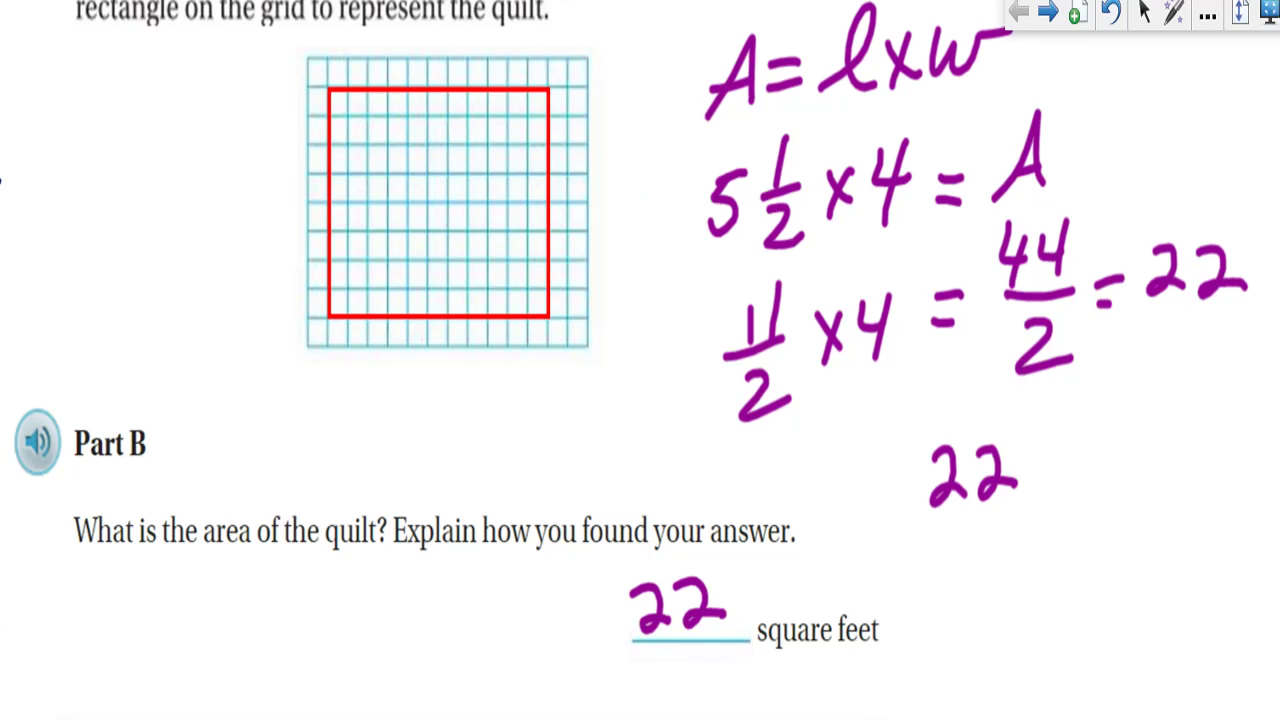 rectangle on the grid to represent the quilt.
A = l x w
5 1/2 x 4 = A
11/2 x 4 = 44/2 = 22
22
Part B
What is the area of the quilt? Explain how you found your answer.
22 square feet